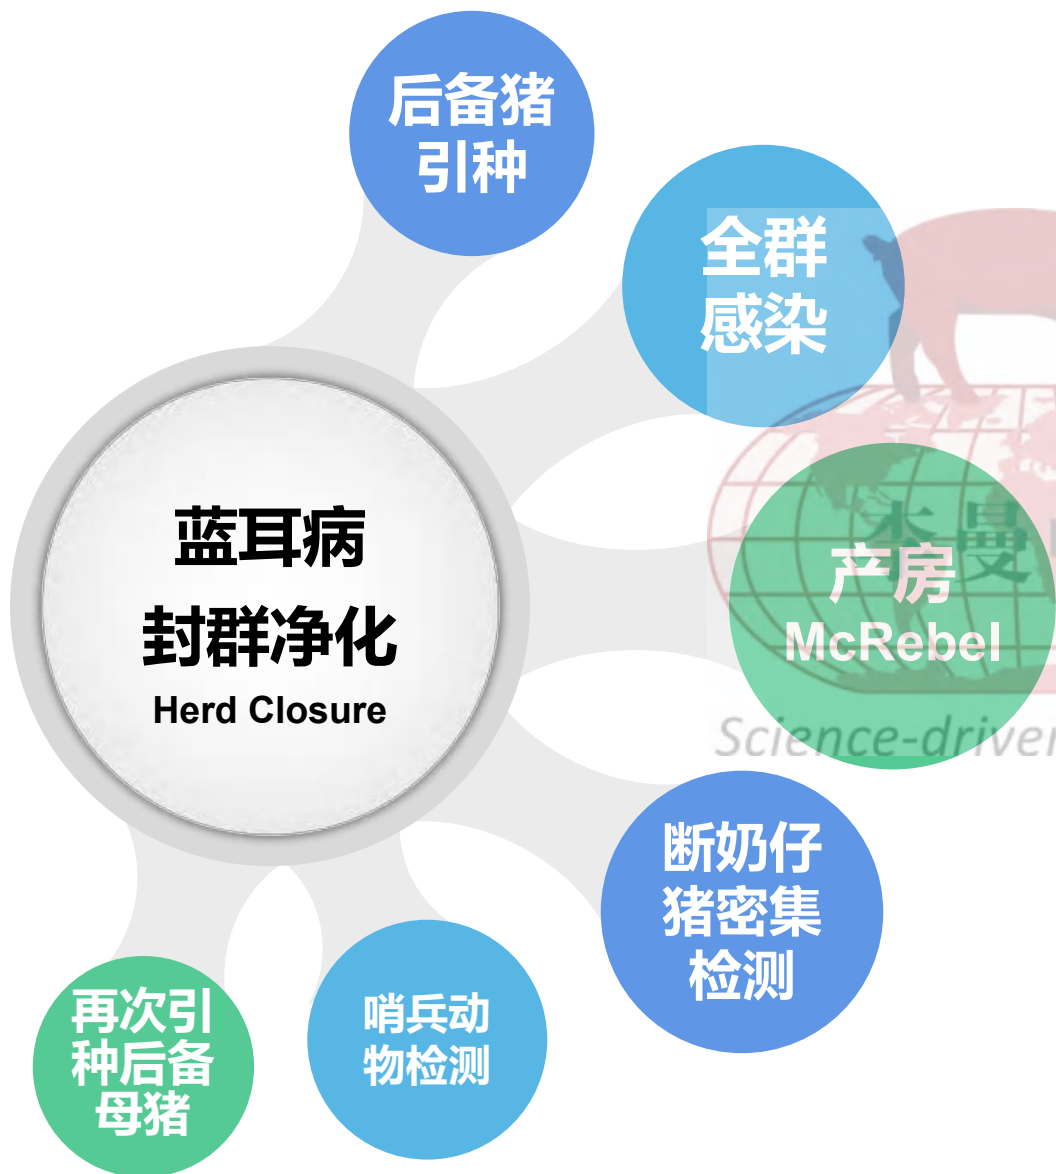 后备猪
引种
全群
感染
蓝耳病
封群净化
Herd Closure
产房
McRebel
Science-driven
断奶仔
猪密集
检测
哨兵动
物检测
再次引
种后备
母猪